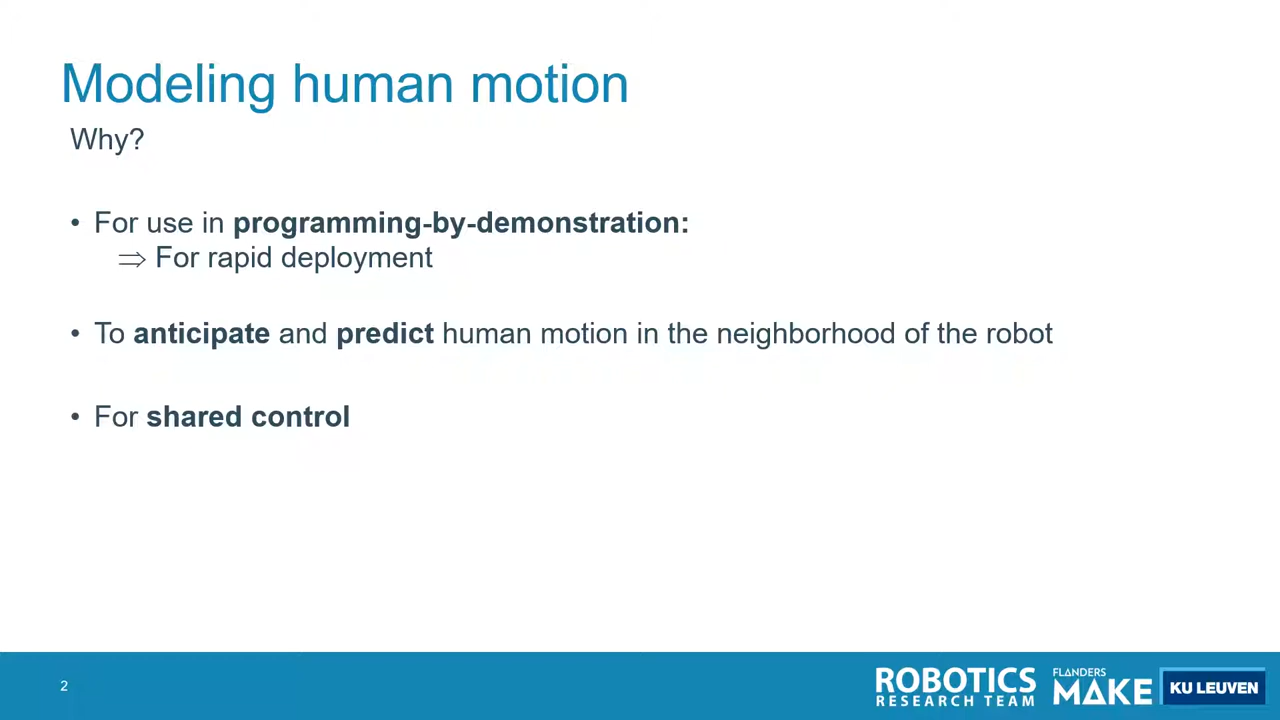 Modeling human motion
Why?
• For use in programming-by-demonstration:
⇒ For rapid deployment
• To anticipate and predict human motion in the neighborhood of the robot
• For shared control
2
ROBOTICS
RESEARCH TEAM
FLANDERS
MAKE
KU LEUVEN